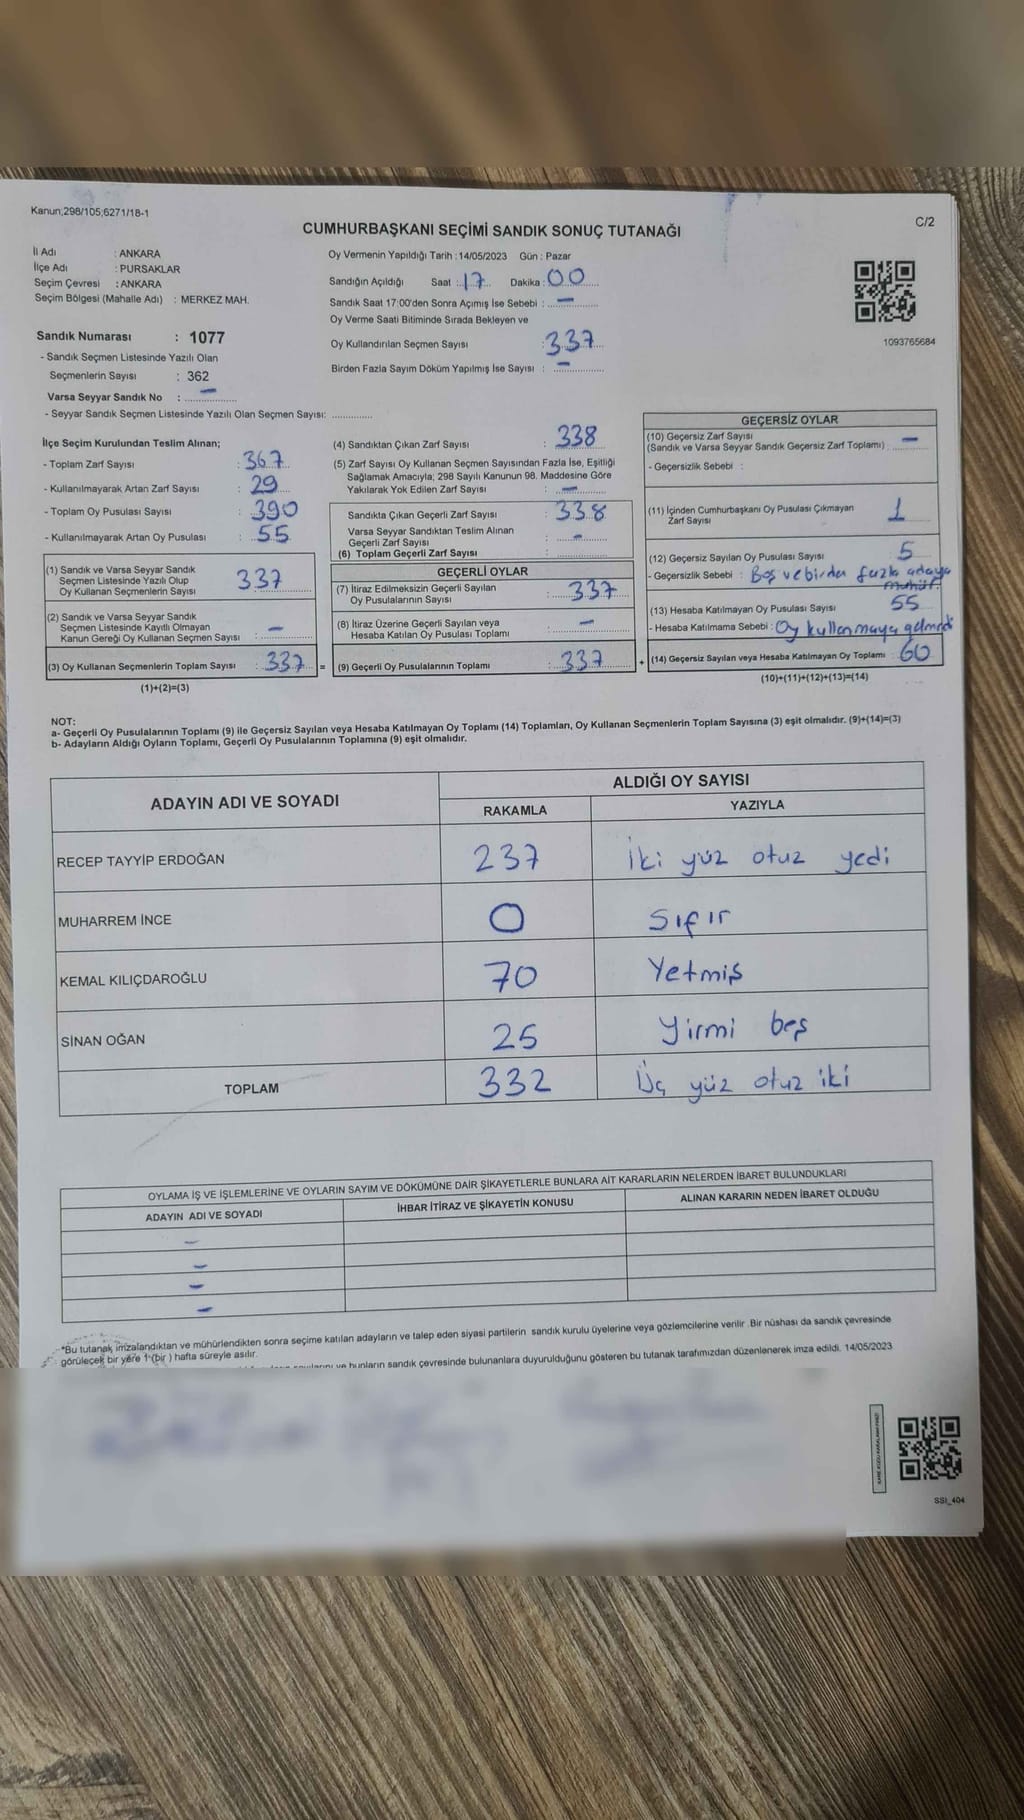 Kanun;298/105;6271/18-1
C/2
CUMHURBAŞKANI SEÇİMİ SANDIK SONUÇ TUTANAĞI
İl Adı : ANKARA
İlçe Adı : PURSAKLAR
Seçim Çevresi : ANKARA
Seçim Bölgesi (Mahalle Adı) : MERKEZ MAH.
Sandık Numarası : 1077
- Sandık Seçmen Listesinde Yazılı Olan
Seçmenlerin Sayısı : 362
Varsa Seyyar Sandık No : –
- Seyyar Sandık Seçmen Listesinde Yazılı Olan Seçmen Sayısı: ..............
Oy Vermenin Yapıldığı Tarih : 14/05/2023 Gün : Pazar
Sandığın Açıldığı Saat : 17 Dakika : 00
Sandık Saat 17:00'den Sonra Açımış İse Sebebi : –
Oy Verme Saati Bitiminde Sırada Bekleyen ve
Oy Kullandırılan Seçmen Sayısı : 337
Birden Fazla Sayım Döküm Yapılmış İse Sayısı : –
1093765684
İlçe Seçim Kurulundan Teslim Alınan;
- Toplam Zarf Sayısı : 367
- Kullanılmayarak Artan Zarf Sayısı : 29
- Toplam Oy Pusulası Sayısı : 390
- Kullanılmayarak Artan Oy Pusulası : 55
(1) Sandık ve Varsa Seyyar Sandık
Seçmen Listesinde Yazılı Olup
Oy Kullanan Seçmenlerin Sayısı : 337
(2) Sandık ve Varsa Seyyar Sandık
Seçmen Listesinde Kayıtlı Olmayan
Kanun Gereği Oy Kullanan Seçmen Sayısı : –
(3) Oy Kullanan Seçmenlerin Toplam Sayısı : 337 =
(1)+(2)=(3)
(4) Sandıktan Çıkan Zarf Sayısı : 338
(5) Zarf Sayısı Oy Kullanan Seçmen Sayısından Fazla İse, Eşitliği
Sağlamak Amacıyla; 298 Sayılı Kanunun 98. Maddesine Göre
Yakılarak Yok Edilen Zarf Sayısı : –
Sandıkta Çıkan Geçerli Zarf Sayısı : 338
Varsa Seyyar Sandıktan Teslim Alınan
Geçerli Zarf Sayısı : –
(6) Toplam Geçerli Zarf Sayısı : ..............
GEÇERLİ OYLAR
(7) İtiraz Edilmeksizin Geçerli Sayılan
Oy Pusulalarının Sayısı : 337
(8) İtiraz Üzerine Geçerli Sayılan veya
Hesaba Katılan Oy Pusulası Toplamı : –
(9) Geçerli Oy Pusulalarının Toplamı : 337 +
GEÇERSİZ OYLAR
(10) Geçersiz Zarf Sayısı
(Sandık ve Varsa Seyyar Sandık Geçersiz Zarf Toplamı) : –
- Geçersizlik Sebebi :
(11) İçinden Cumhurbaşkanı Oy Pusulası Çıkmayan
Zarf Sayısı 1
(12) Geçersiz Sayılan Oy Pusulası Sayısı 5
- Geçersizlik Sebebi : Boş ve birden fazla adaya
mühür.
(13) Hesaba Katılmayan Oy Pusulası Sayısı 55
- Hesaba Katılmama Sebebi : Oy kullanmaya gelmedi
(14) Geçersiz Sayılan veya Hesaba Katılmayan Oy Toplamı : 60
(10)+(11)+(12)+(13)=(14)
NOT:
a- Geçerli Oy Pusulalarının Toplamı (9) ile Geçersiz Sayılan veya Hesaba Katılmayan Oy Toplamı (14) Toplamları, Oy Kullanan Seçmenlerin Toplam Sayısına (3) eşit olmalıdır. (9)+(14)=(3)
b- Adayların Aldığı Oyların Toplamı, Geçerli Oy Pusulalarının Toplamına (9) eşit olmalıdır.
ADAYIN ADI VE SOYADI
ALDIĞI OY SAYISI
RAKAMLA YAZIYLA
RECEP TAYYİP ERDOĞAN 237 İki yüz otuz yedi
MUHARREM İNCE 0 Sıfır
KEMAL KILIÇDAROĞLU 70 Yetmiş
SİNAN OĞAN 25 Yirmi beş
TOPLAM 332 Üç yüz otuz iki
OYLAMA İŞ VE İŞLEMLERİNE VE OYLARIN SAYIM VE DÖKÜMÜNE DAİR ŞİKAYETLERLE BUNLARA AİT KARARLARIN NELERDEN İBARET BULUNDUKLARI
ADAYIN ADI VE SOYADI İHBAR İTİRAZ VE ŞİKAYETİN KONUSU ALINAN KARARIN NEDEN İBARET OLDUĞU
–
–
–
–
*Bu tutanak imzalandıktan ve mühürlendikten sonra seçime katılan adayların ve talep eden siyasi partilerin sandık kurulu üyelerine veya gözlemcilerine verilir .Bir nüshası da sandık çevresinde
görülecek bir yere 1 (bir ) hafta süreyle asılır.
ve bunların sandık çevresinde bulunanlara duyurulduğunu gösteren bu tutanak tarafımızdan düzenlenerek imza edildi. 14/05/2023
SSI_404